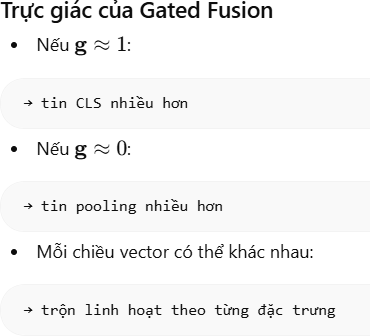 Trực giác của Gated Fusion
• Nếu g ≈ 1:
→ tin CLS nhiều hơn
• Nếu g ≈ 0:
→ tin pooling nhiều hơn
• Mỗi chiều vector có thể khác nhau:
→ trộn linh hoạt theo từng đặc trưng